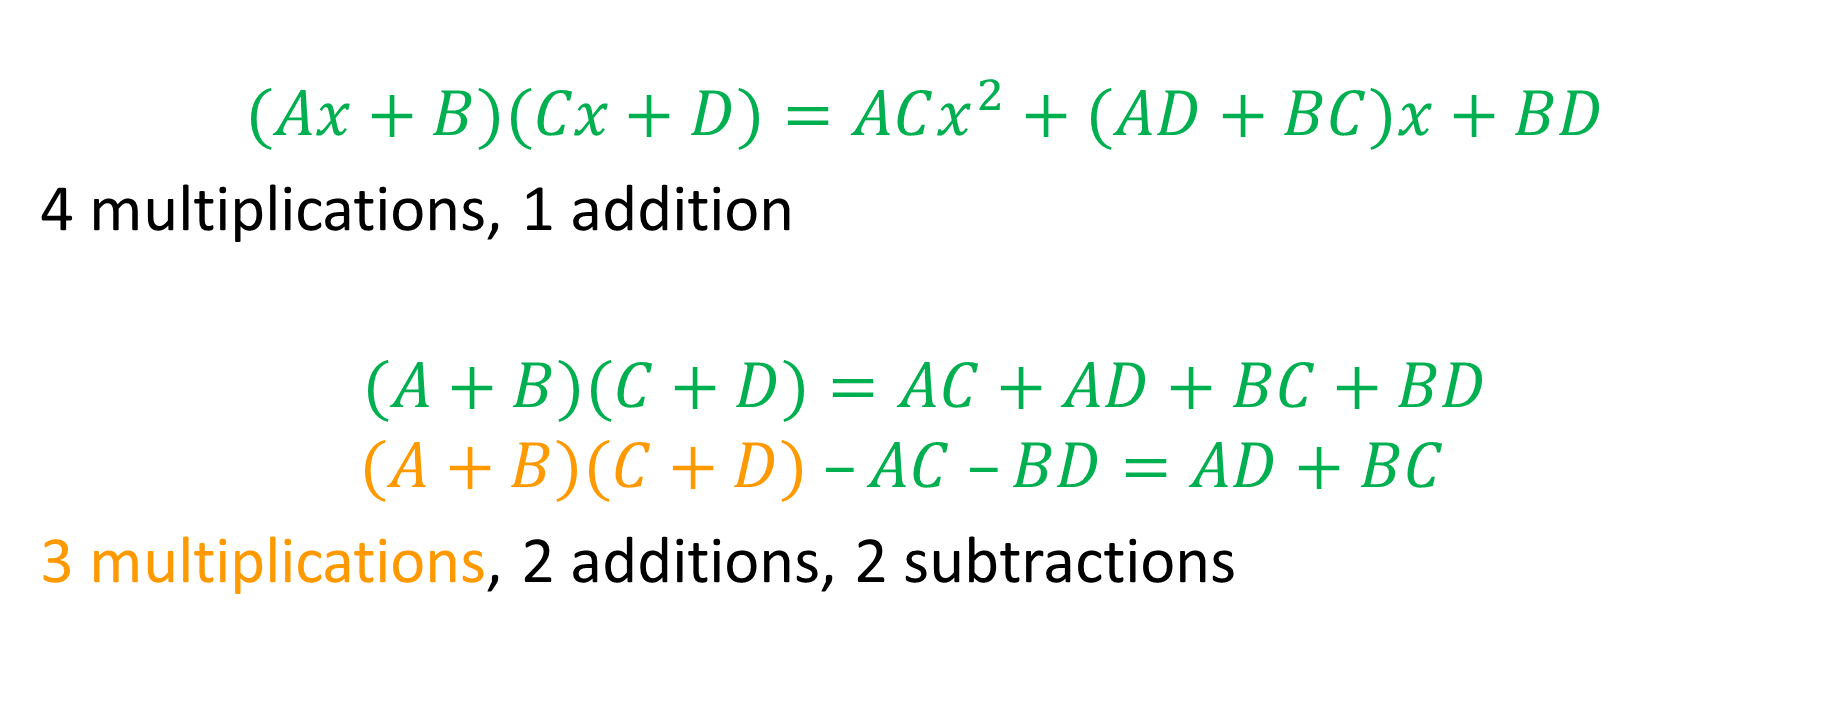 (Ax + B)(Cx + D) = ACx² + (AD + BC)x + BD
4 multiplications, 1 addition
(A + B)(C + D) = AC + AD + BC + BD
(A + B)(C + D) – AC – BD = AD + BC
3 multiplications, 2 additions, 2 subtractions